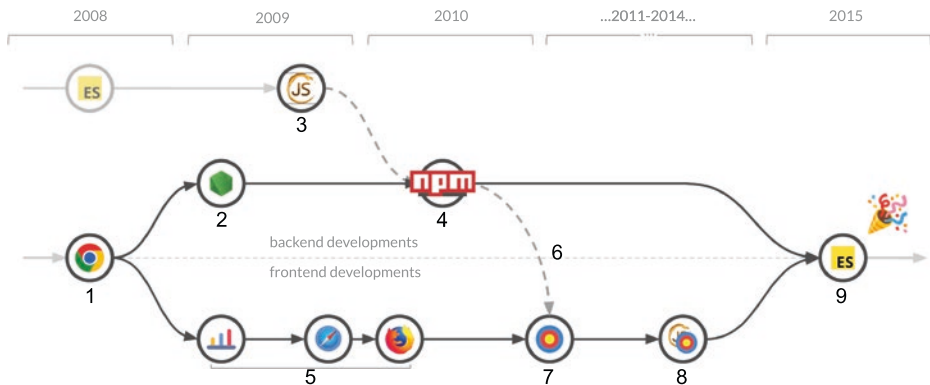 2008 2009 2010 ...2011-2014... 2015
ES JS
3
npm
2 4
backend developments
6
frontend developments
ES
1 9
5 7 8